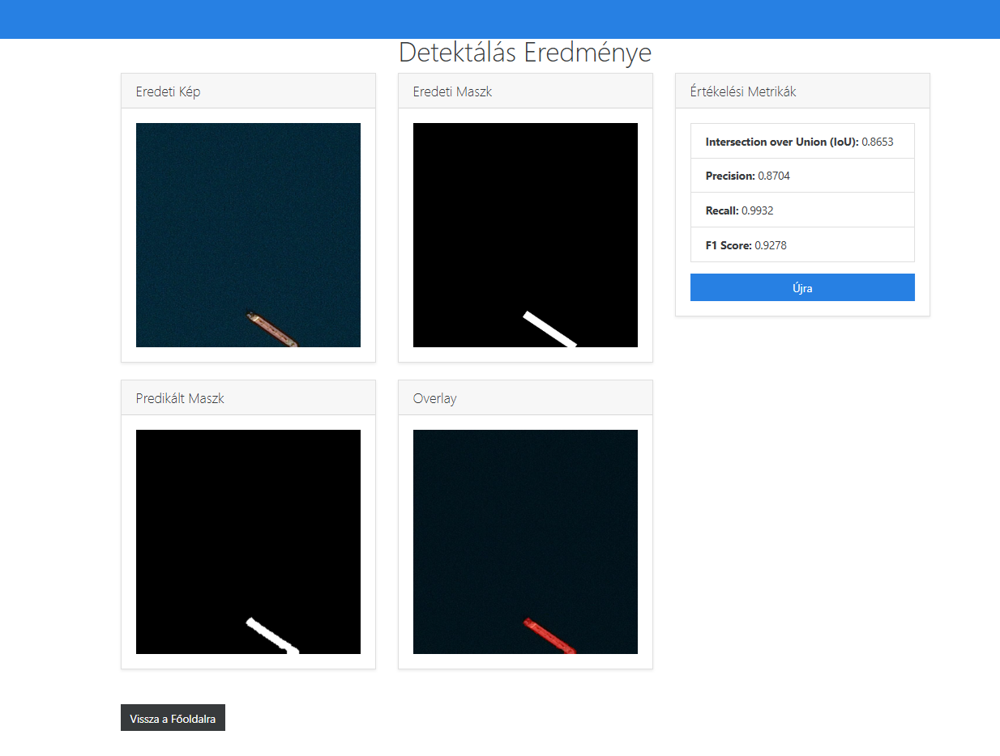 Detektálás Eredménye
Eredeti Kép
Eredeti Maszk
Értékelési Metrikák
Intersection over Union (IoU): 0.8653
Precision: 0.8704
Recall: 0.9932
F1 Score: 0.9278
Újra
Predikált Maszk
Overlay
Vissza a Főoldalra